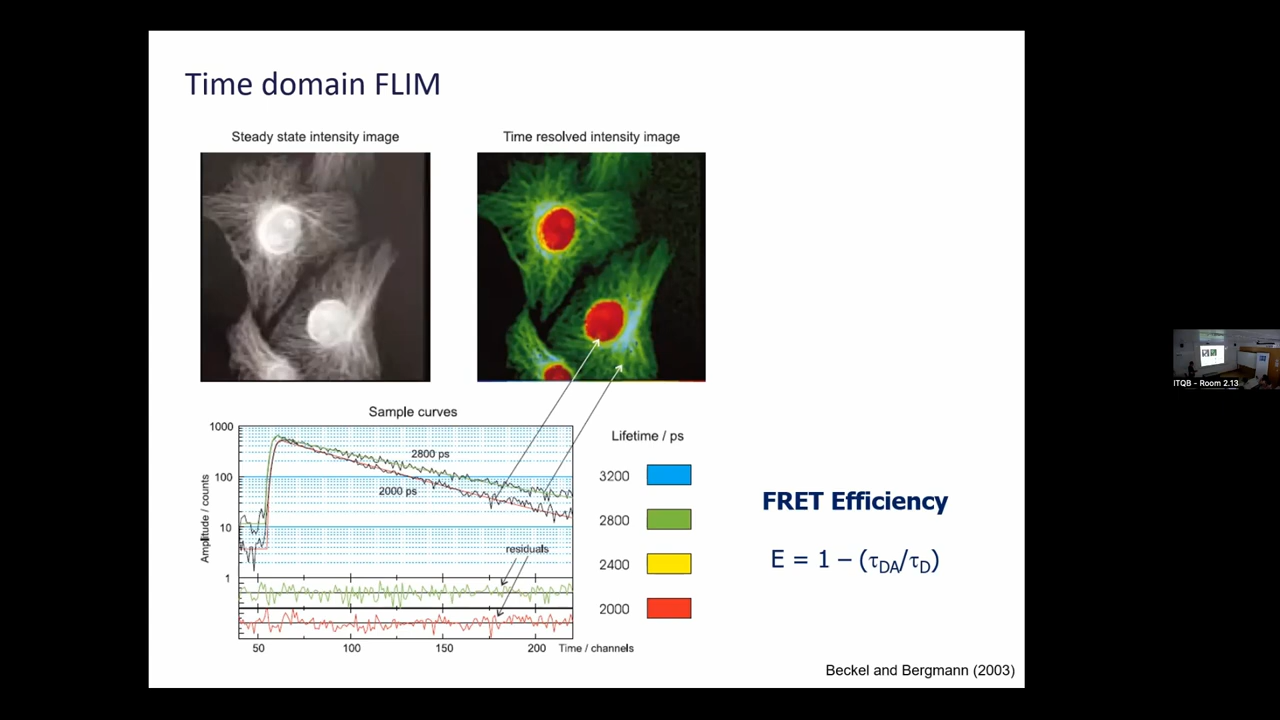 Time domain FLIM
Steady state intensity image
Time resolved intensity image
Sample curves
1000
100
10
1
Amplitude / counts
2800 ps
2000 ps
residuals
50
100
150
200
Time / channels
Lifetime / ps
3200
2800
2400
2000
FRET Efficiency
E = 1 – (τDA/τD)
Beckel and Bergmann (2003)
ITQB - Room 2.13